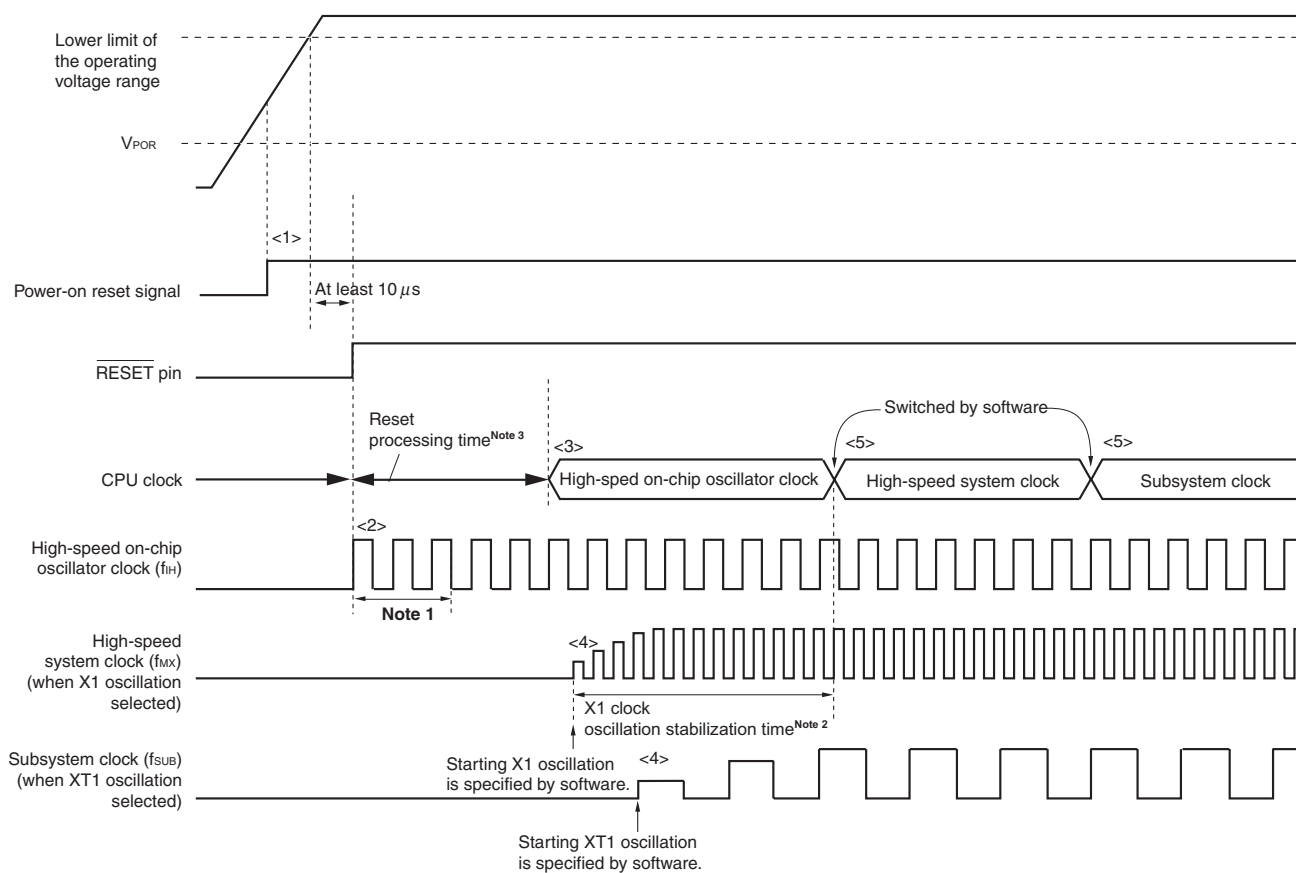 Lower limit of
the operating
voltage range
VPOR
<1>
Power-on reset signal
At least 10 μs
RESET pin
Reset
processing time Note 3
Switched by software
<3>
<5>
<5>
CPU clock
High-sped on-chip oscillator clock
High-speed system clock
Subsystem clock
<2>
High-speed on-chip
oscillator clock (fIH)
Note 1
High-speed
system clock (fMX)
(when X1 oscillation
selected)
<4>
X1 clock
oscillation stabilization time Note 2
Subsystem clock (fSUB)
(when XT1 oscillation
selected)
<4>
Starting X1 oscillation
is specified by software.
Starting XT1 oscillation
is specified by software.